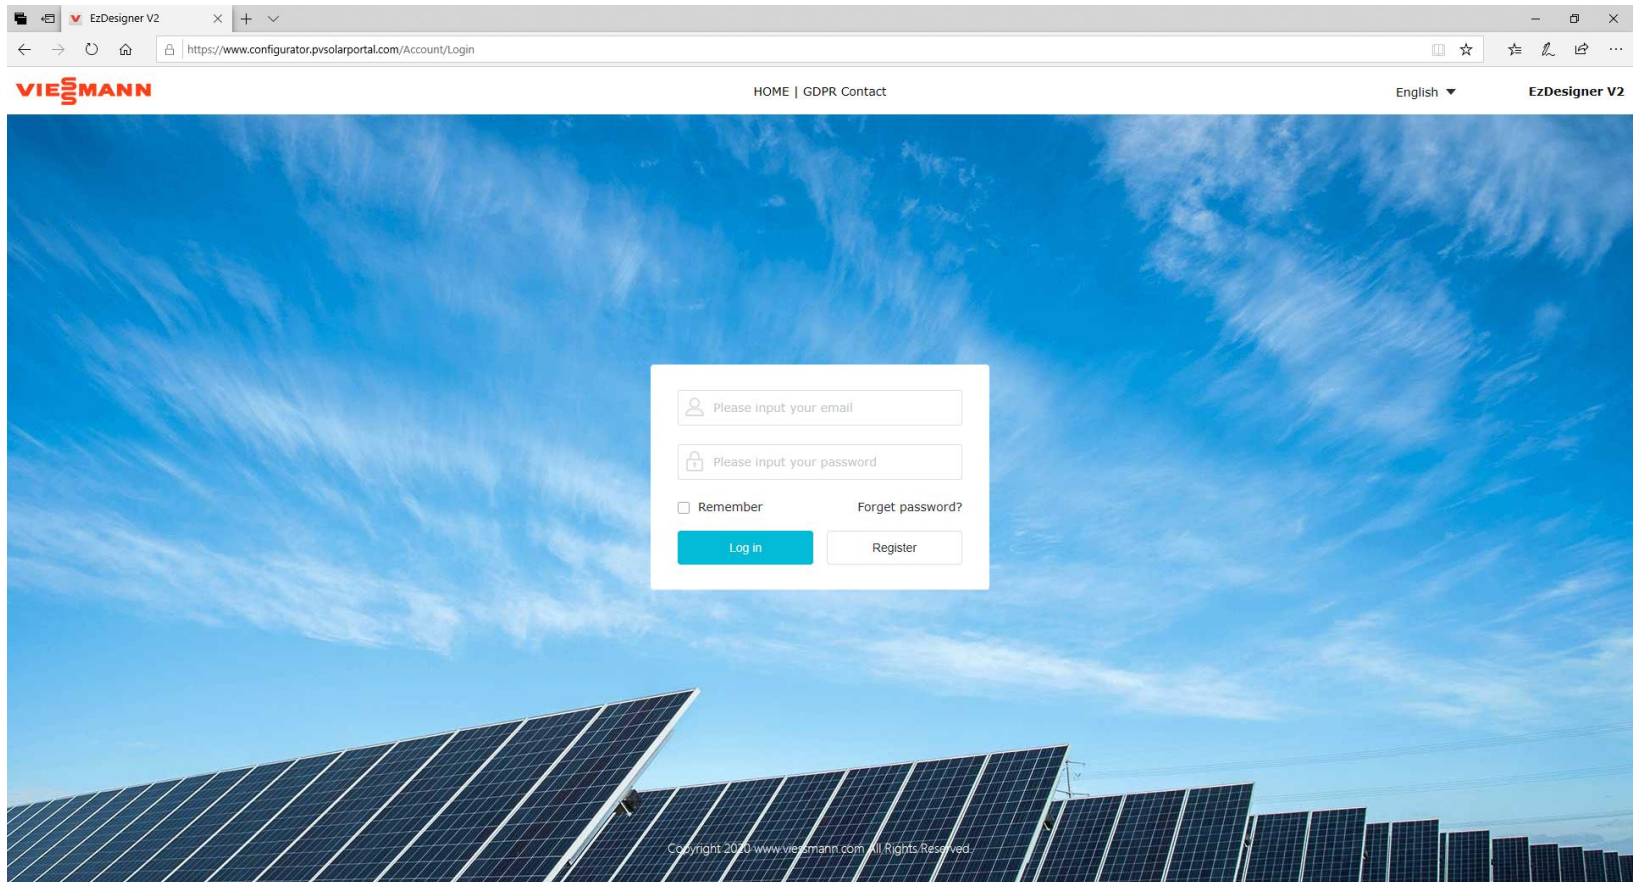 EzDesigner V2
https://www.configurator.pvsolarportal.com/Account/Login
VIESSMANN
HOME | GDPR Contact
English
EzDesigner V2
Please input your email
Please input your password
Remember
Forget password?
Log in
Register
Copyright 2020 www.viessmann.com All Rights Reserved.